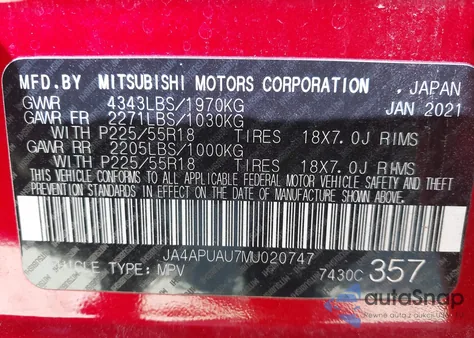 MFD.BY MITSUBISHI MOTORS CORPORATION , JAPAN
GVWR 4343LBS/1970KG JAN 2021
GAWR FR 2271LBS/1030KG
WITH P225/55R18 TIRES 18X7.0J RIMS
GAWR RR 2205LBS/1000KG
WITH P225/55R18 TIRES 18X7.0J RIMS
THIS VEHICLE CONFORMS TO ALL APPLICABLE FEDERAL MOTOR VEHICLE SAFETY AND
THEFT PREVENTION STANDARDS IN EFFECT ON THE DATE OF MANUFACTURE SHOWN ABOVE.
JA4APUAU7MU020747
VEHICLE TYPE: MPV 7430C 357
autoSnap
Pewne auto z USA